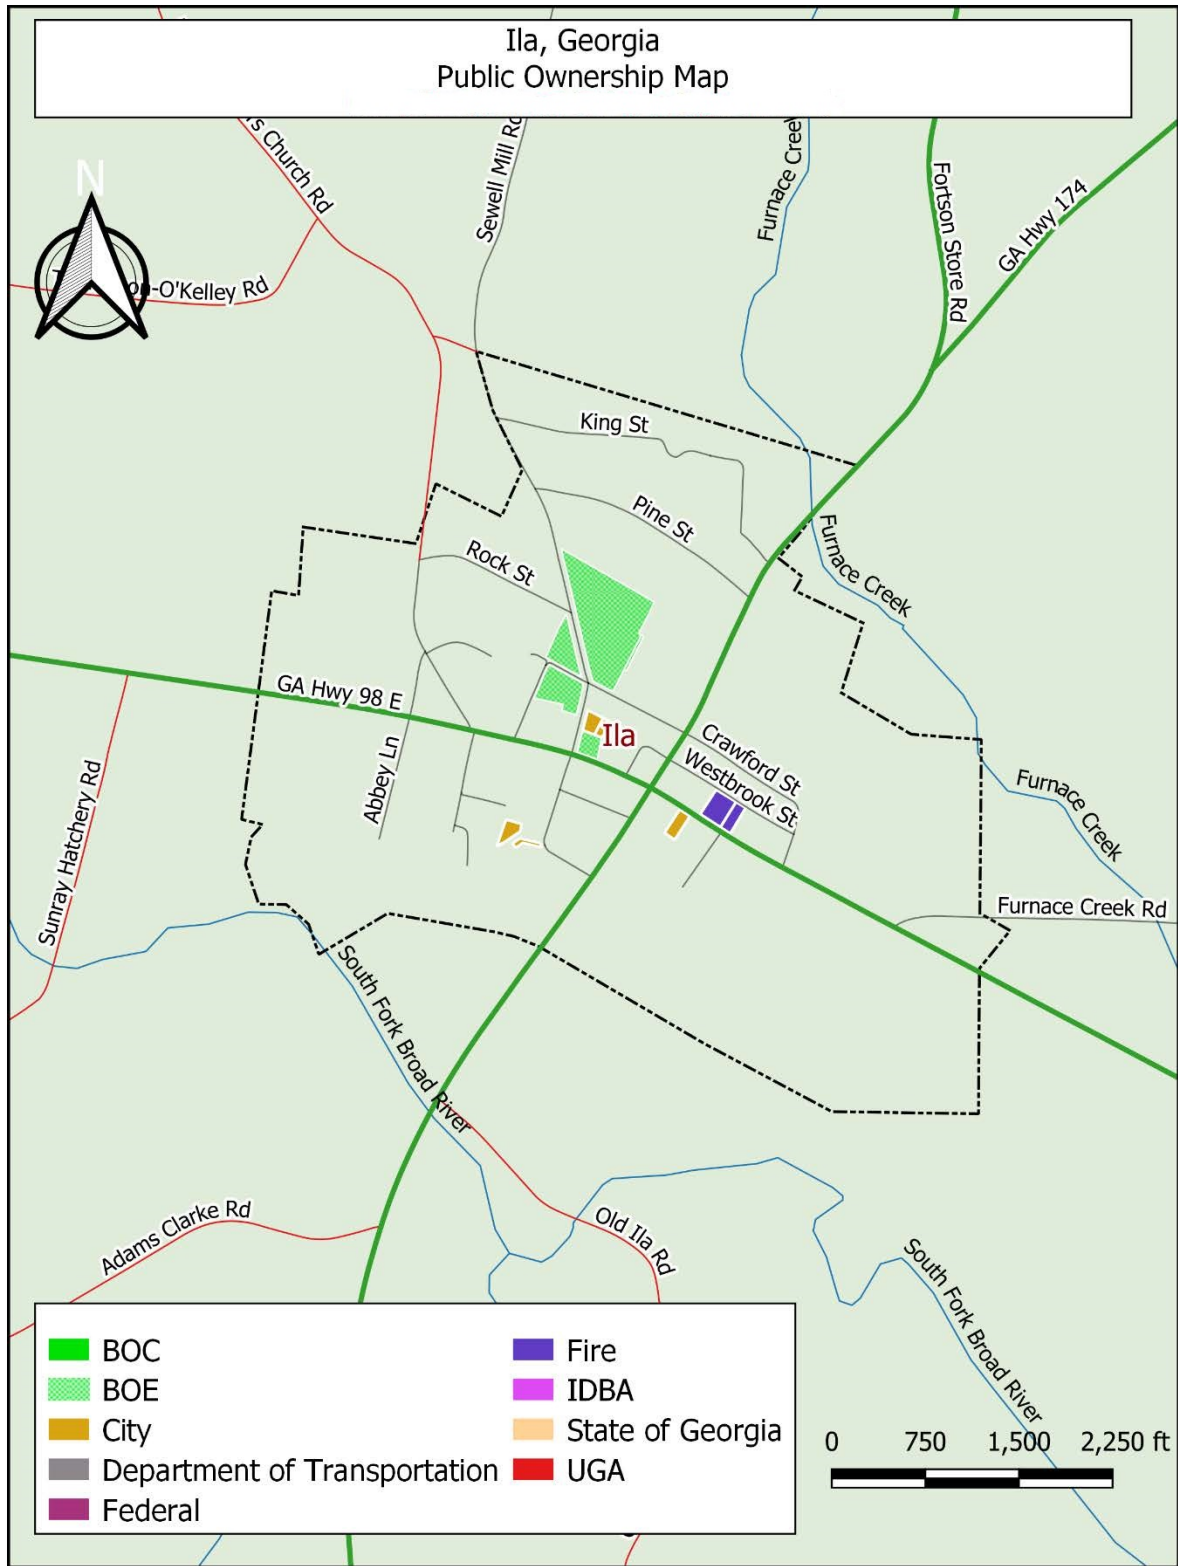 Ila, Georgia
Public Ownership Map
Church Rd
Sewell Mill Rd
Furnace Creek
Fortson Store Rd
GA Hwy 174
N
O'Kelley Rd
King St
Pine St
Rock St
Furnace Creek
GA Hwy 98 E
Ila
Crawford St
Westbrook St
Abbey Ln
Sunray Hatchery Rd
Furnace Creek
Furnace Creek Rd
South Fork Broad River
Adams Clarke Rd
Old Ila Rd
South Fork Broad River
BOC
BOE
City
Department of Transportation
Federal
Fire
IDBA
State of Georgia
UGA
0 750 1,500 2,250 ft